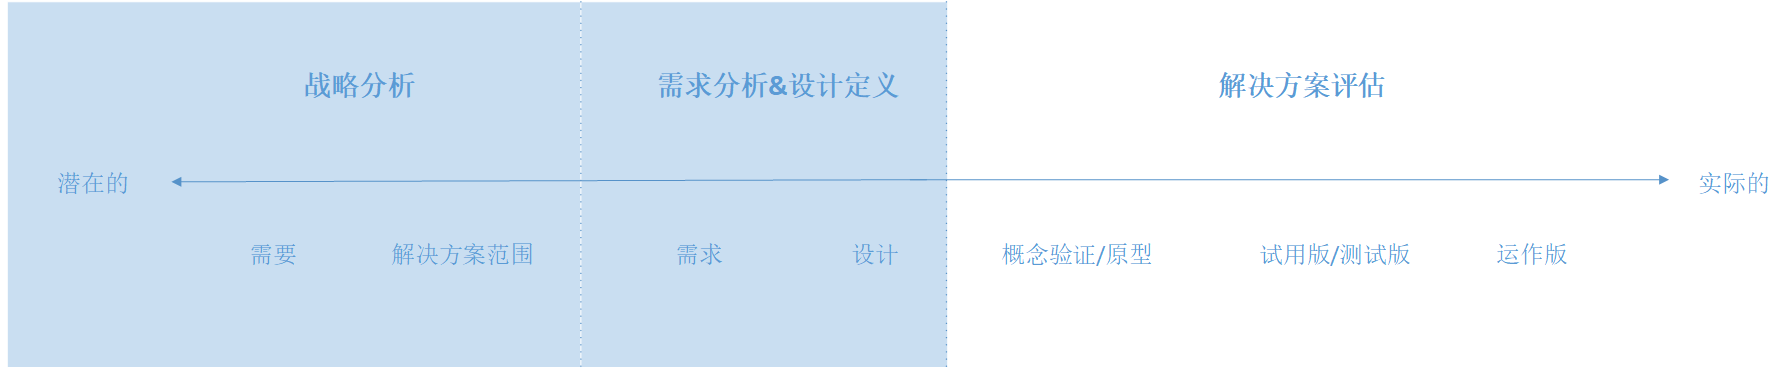 战略分析
需求分析&设计定义
解决方案评估
潜在的
实际的
需要
解决方案范围
需求
设计
概念验证/原型
试用版/测试版
运作版